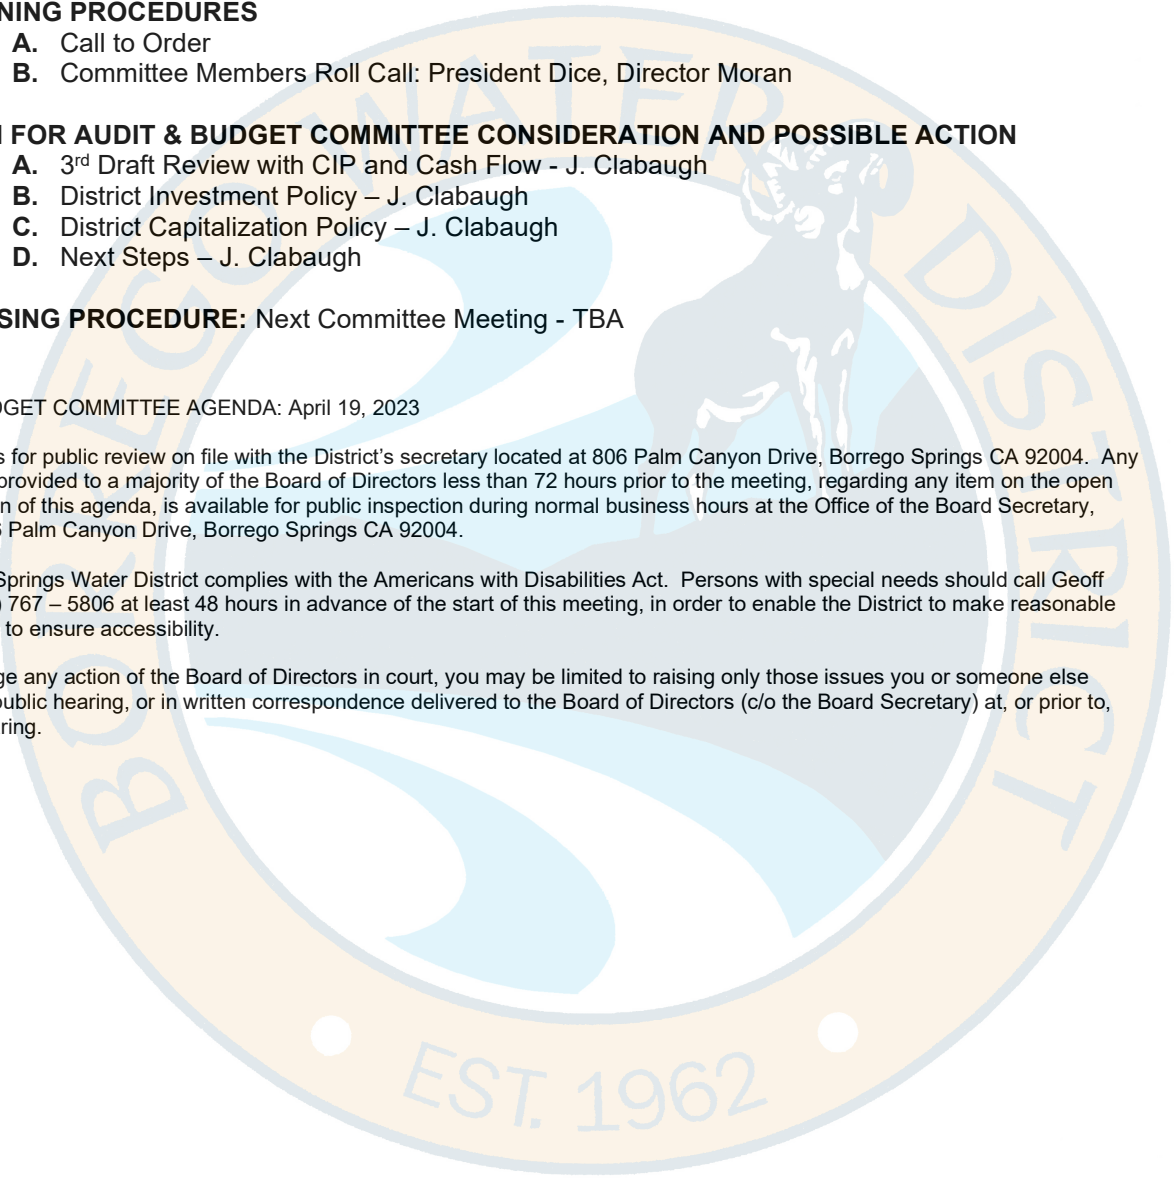 NING PROCEDURES
A. Call to Order
B. Committee Members Roll Call: President Dice, Director Moran
FOR AUDIT & BUDGET COMMITTEE CONSIDERATION AND POSSIBLE ACTION
A. 3rd Draft Review with CIP and Cash Flow - J. Clabaugh
B. District Investment Policy – J. Clabaugh
C. District Capitalization Policy – J. Clabaugh
D. Next Steps – J. Clabaugh
SING PROCEDURE: Next Committee Meeting - TBA
GET COMMITTEE AGENDA: April 19, 2023
s for public review on file with the District's secretary located at 806 Palm Canyon Drive, Borrego Springs CA 92004. Any
provided to a majority of the Board of Directors less than 72 hours prior to the meeting, regarding any item on the open
n of this agenda, is available for public inspection during normal business hours at the Office of the Board Secretary,
Palm Canyon Drive, Borrego Springs CA 92004.
Springs Water District complies with the Americans with Disabilities Act. Persons with special needs should call Geoff
) 767 – 5806 at least 48 hours in advance of the start of this meeting, in order to enable the District to make reasonable
to ensure accessibility.
ge any action of the Board of Directors in court, you may be limited to raising only those issues you or someone else
public hearing, or in written correspondence delivered to the Board of Directors (c/o the Board Secretary) at, or prior to,
ring.
BORREGO WATER DISTRICT
EST. 1962